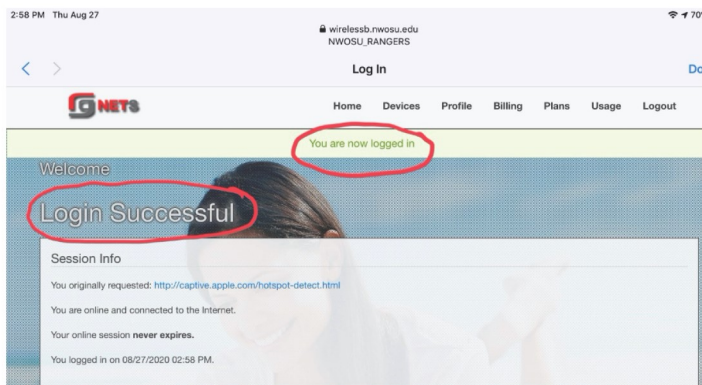 2:58 PM Thu Aug 27
70%
wirelessb.nwosu.edu
NWOSU_RANGERS
Log In
GNETS
Home Devices Profile Billing Plans Usage Logout
You are now logged in
Welcome
Login Successful
Session Info
You originally requested: http://captive.apple.com/hotspot-detect.html
You are online and connected to the Internet.
Your online session never expires.
You logged in on 08/27/2020 02:58 PM.